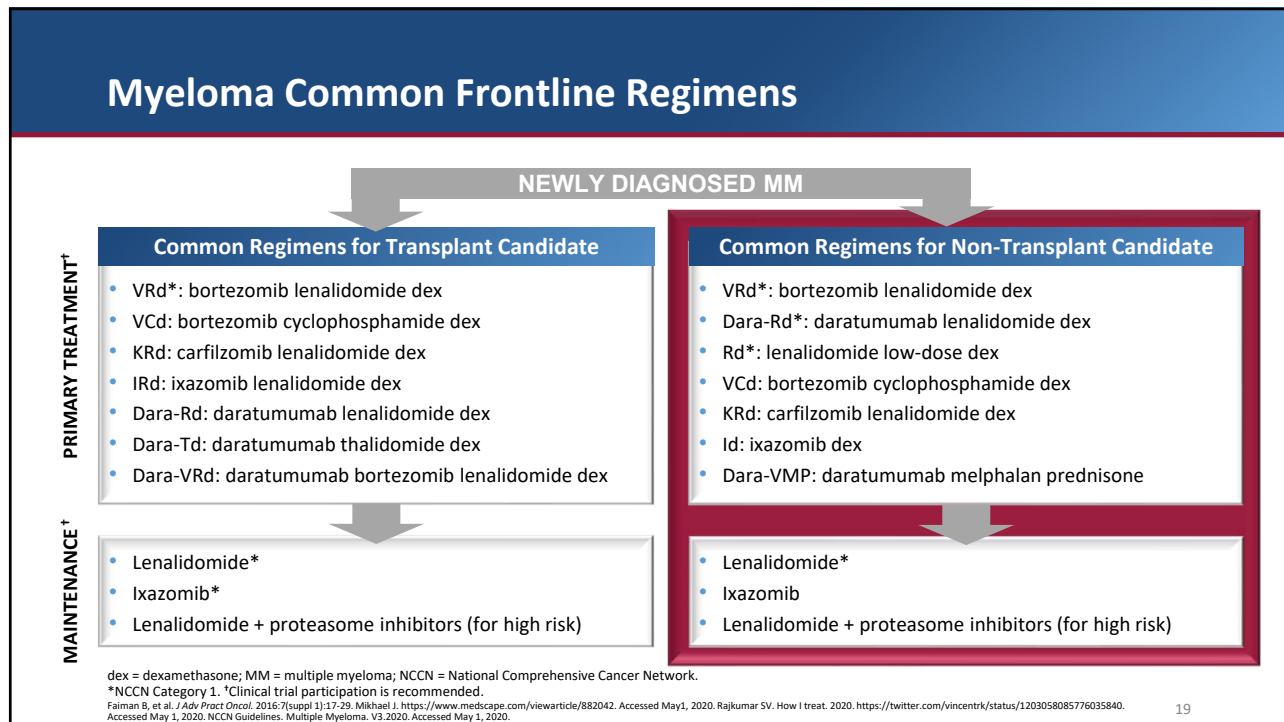 Myeloma Common Frontline Regimens
NEWLY DIAGNOSED MM
PRIMARY TREATMENT†
Common Regimens for Transplant Candidate
• VRd*: bortezomib lenalidomide dex
• VCd: bortezomib cyclophosphamide dex
• KRd: carfilzomib lenalidomide dex
• IRd: ixazomib lenalidomide dex
• Dara-Rd: daratumumab lenalidomide dex
• Dara-Td: daratumumab thalidomide dex
• Dara-VRd: daratumumab bortezomib lenalidomide dex
Common Regimens for Non-Transplant Candidate
• VRd*: bortezomib lenalidomide dex
• Dara-Rd*: daratumumab lenalidomide dex
• Rd*: lenalidomide low-dose dex
• VCd: bortezomib cyclophosphamide dex
• KRd: carfilzomib lenalidomide dex
• Id: ixazomib dex
• Dara-VMP: daratumumab melphalan prednisone
MAINTENANCE†
• Lenalidomide*
• Ixazomib*
• Lenalidomide + proteasome inhibitors (for high risk)
• Lenalidomide*
• Ixazomib
• Lenalidomide + proteasome inhibitors (for high risk)
dex = dexamethasone; MM = multiple myeloma; NCCN = National Comprehensive Cancer Network.
*NCCN Category 1. †Clinical trial participation is recommended.
Faiman B, et al. J Adv Pract Oncol. 2016:7(suppl 1):17-29. Mikhael J. https://www.medscape.com/viewarticle/882042. Accessed May1, 2020. Rajkumar SV. How I treat. 2020. https://twitter.com/vincentrk/status/1203058085776035840.
Accessed May 1, 2020. NCCN Guidelines. Multiple Myeloma. V3.2020. Accessed May 1, 2020.
19